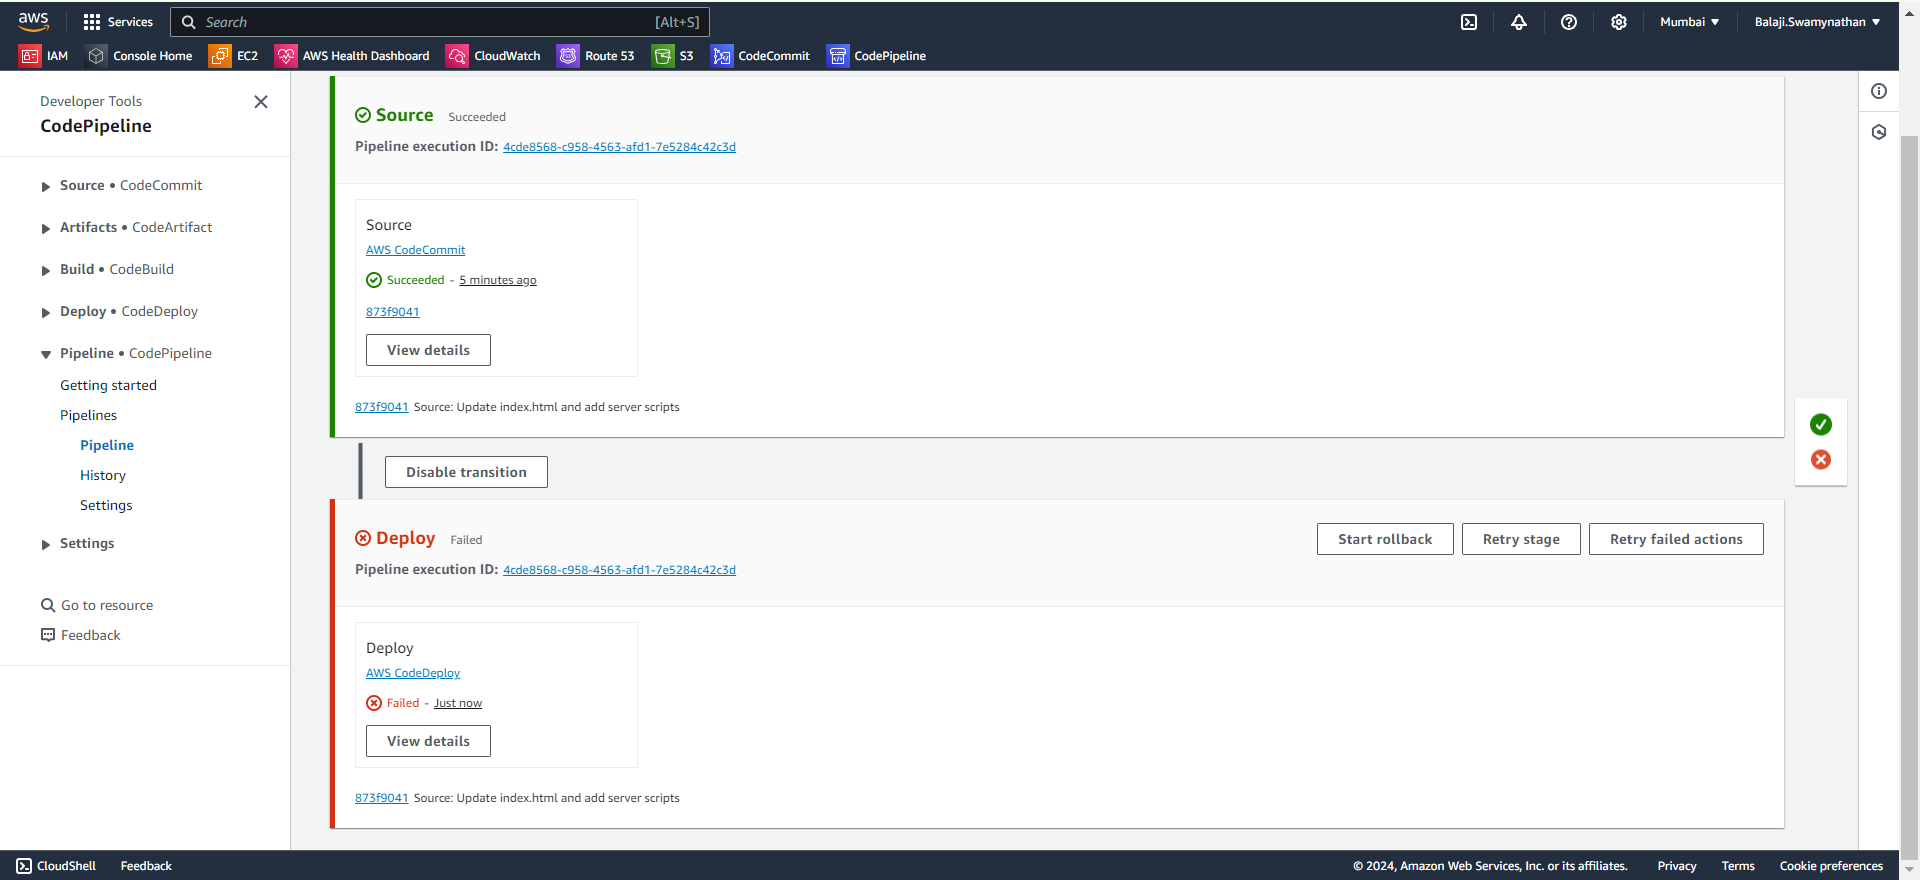 aws
Services
Search
[Alt+S]
Mumbai
Balaji.Swamynathan
IAM
Console Home
EC2
AWS Health Dashboard
CloudWatch
Route 53
S3
CodeCommit
CodePipeline
Developer Tools
CodePipeline
Source • CodeCommit
Artifacts • CodeArtifact
Build • CodeBuild
Deploy • CodeDeploy
Pipeline • CodePipeline
Getting started
Pipelines
Pipeline
History
Settings
Settings
Go to resource
Feedback
Source Succeeded
Pipeline execution ID: 4cde8568-c958-4563-afd1-7e5284c42c3d
Source
AWS CodeCommit
Succeeded - 5 minutes ago
873f9041
View details
873f9041 Source: Update index.html and add server scripts
Disable transition
Deploy Failed
Start rollback
Retry stage
Retry failed actions
Pipeline execution ID: 4cde8568-c958-4563-afd1-7e5284c42c3d
Deploy
AWS CodeDeploy
Failed - Just now
View details
873f9041 Source: Update index.html and add server scripts
CloudShell
Feedback
© 2024, Amazon Web Services, Inc. or its affiliates.
Privacy
Terms
Cookie preferences